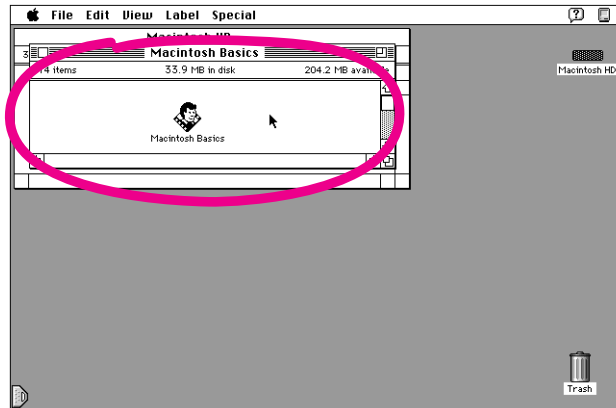 File Edit View Label Special
Macintosh HD
Macintosh Basics
4 items 33.9 MB in disk 204.2 MB available
Macintosh HD
Macintosh Basics
Trash